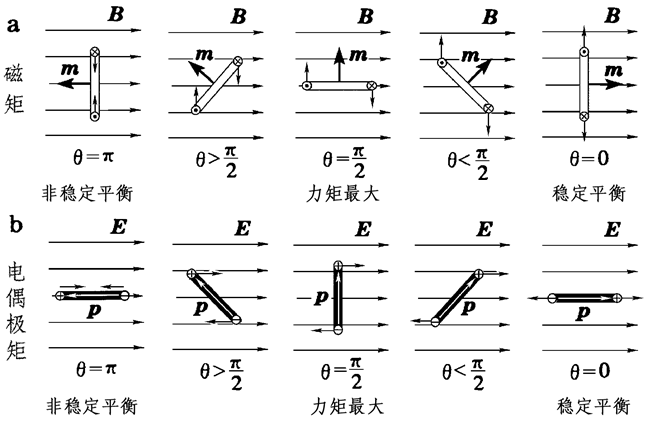 a
B B B B B
磁矩
m m m m m
θ=π θ>π/2 θ=π/2 θ<π/2 θ=0
非稳定平衡 力矩最大 稳定平衡
b
E E E E E
电偶极矩
p p p p p
θ=π θ>π/2 θ=π/2 θ<π/2 θ=0
非稳定平衡 力矩最大 稳定平衡